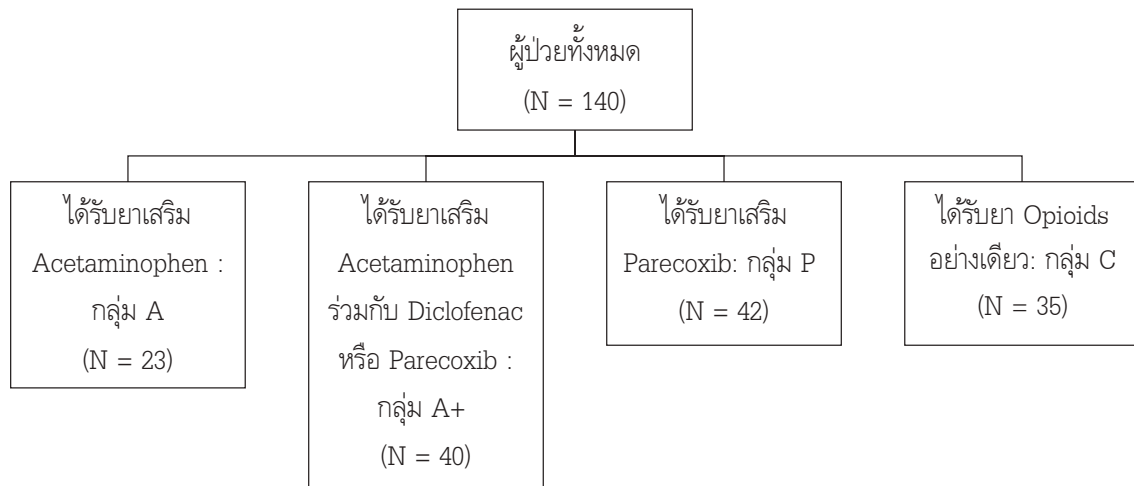 ผู้ป่วยทั้งหมด
(N = 140)
ได้รับยาเสริม
Acetaminophen :
กลุ่ม A
(N = 23)
ได้รับยาเสริม
Acetaminophen
ร่วมกับ Diclofenac
หรือ Parecoxib :
กลุ่ม A+
(N = 40)
ได้รับยาเสริม
Parecoxib: กลุ่ม P
(N = 42)
ได้รับยา Opioids
อย่างเดียว: กลุ่ม C
(N = 35)